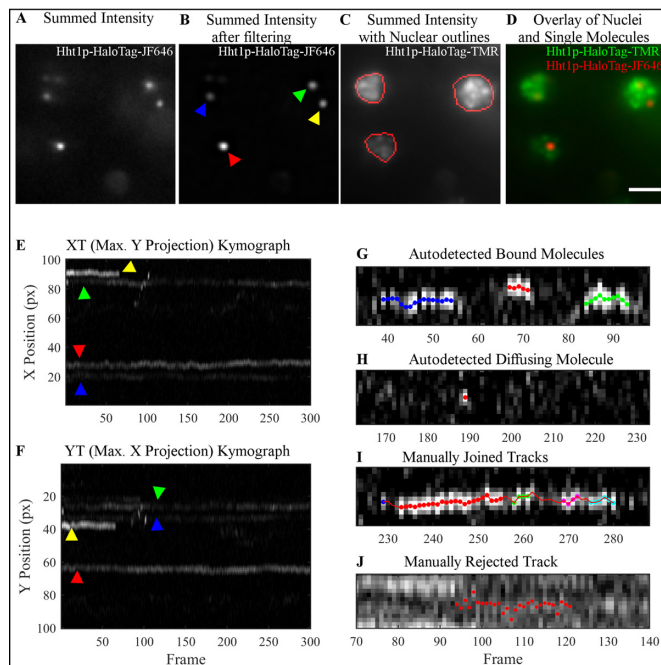 A Summed Intensity
Hht1p-HaloTag-JF646
B Summed Intensity
after filtering
Hht1p-HaloTag-JF646
C Summed Intensity
with Nuclear outlines
Hht1p-HaloTag-TMR
D Overlay of Nuclei
and Single Molecules
Hht1p-HaloTag-TMR
Hht1p-HaloTag-JF646
E XT (Max. Y Projection) Kymograph
100
80
60
40
20
X Position (px)
50 100 150 200 250 300
F YT (Max. X Projection) Kymograph
20
40
60
80
100
Y Position (px)
50 100 150 200 250 300
Frame
G Autodetected Bound Molecules
40 50 60 70 80 90
H Autodetected Diffusing Molecule
170 180 190 200 210 220 230
I Manually Joined Tracks
230 240 250 260 270 280
J Manually Rejected Track
70 80 90 100 110 120 130 140
Frame